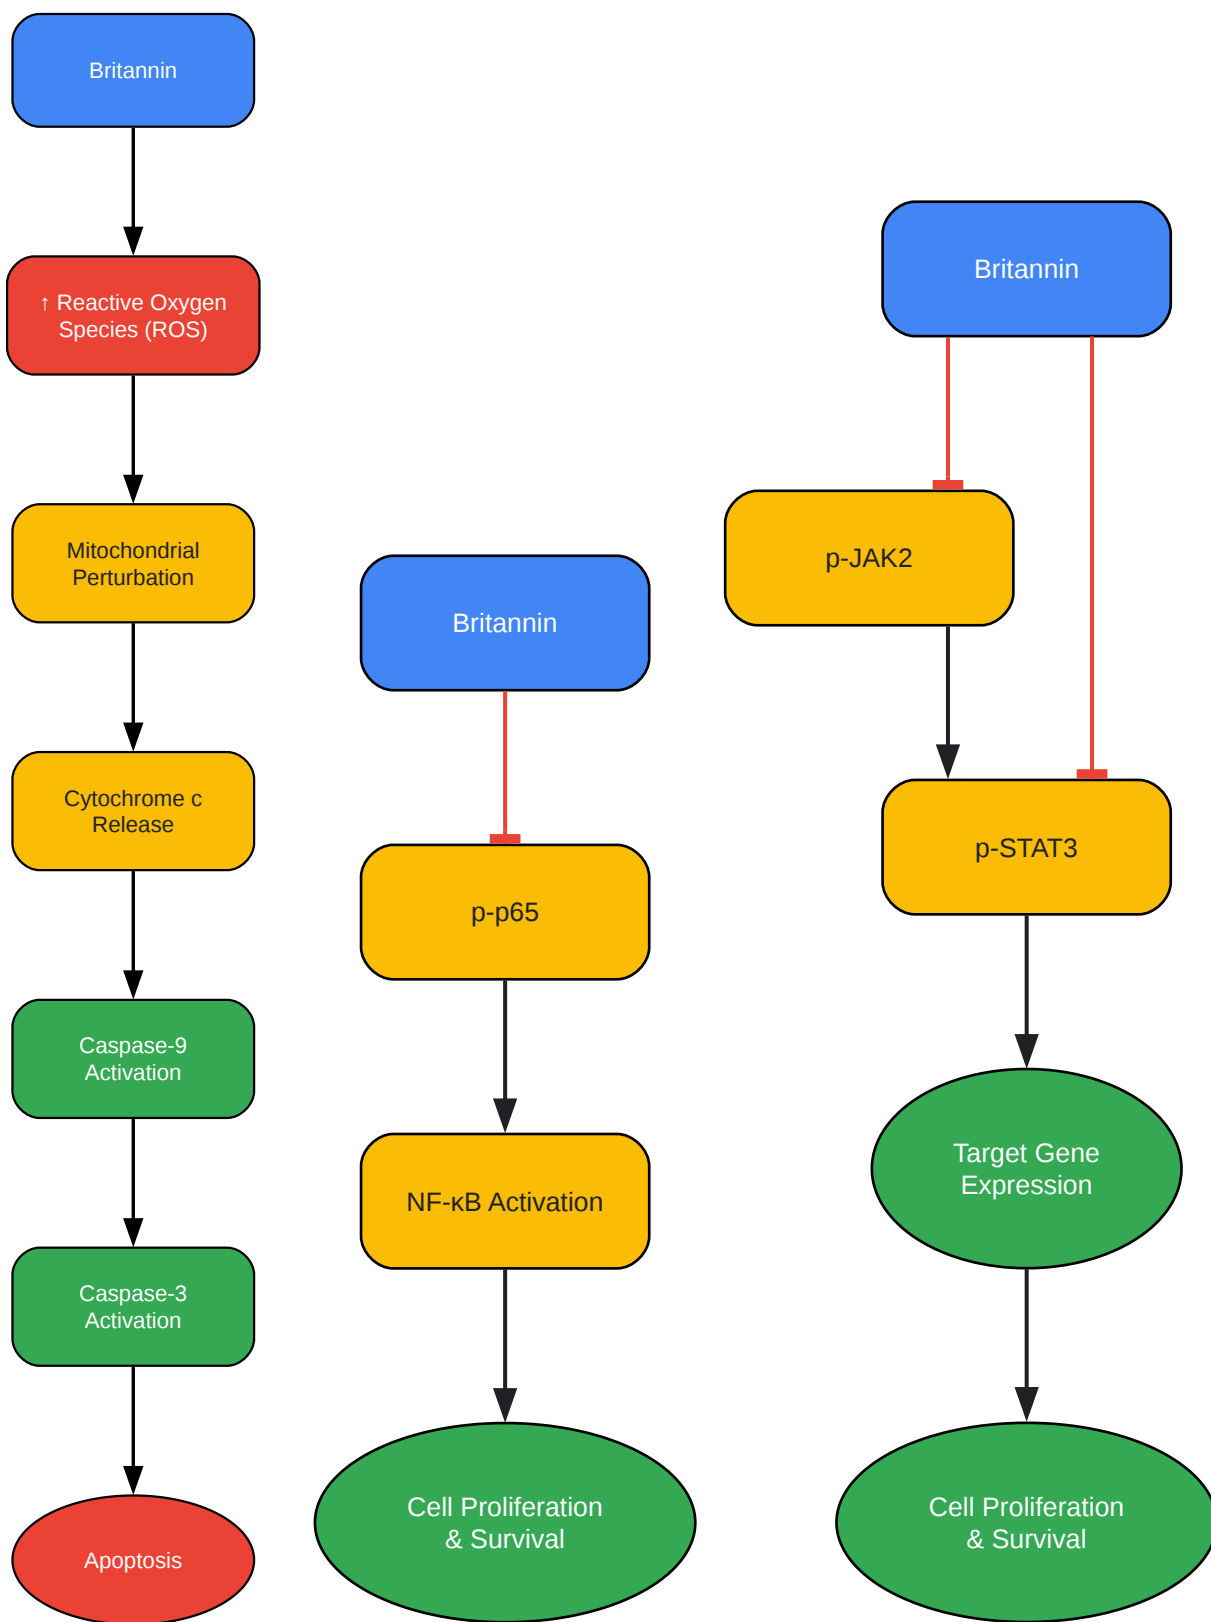 Britannin
↑ Reactive Oxygen
Species (ROS)
Mitochondrial
Perturbation
Cytochrome c
Release
Caspase-9
Activation
Caspase-3
Activation
Apoptosis
Britannin
p-p65
NF-κB Activation
Cell Proliferation
& Survival
Britannin
p-JAK2
p-STAT3
Target Gene
Expression
Cell Proliferation
& Survival